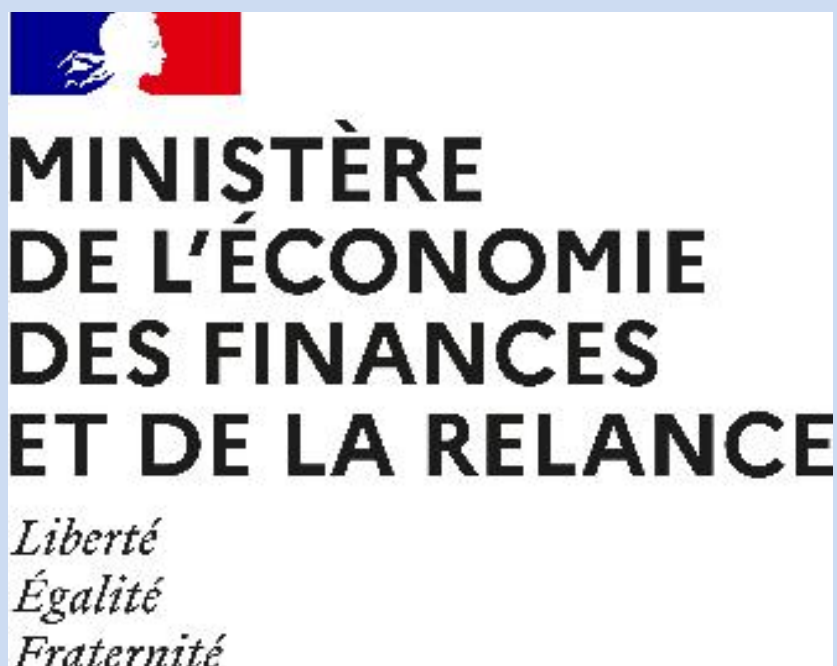 MINISTÈRE
DE L'ÉCONOMIE
DES FINANCES
ET DE LA RELANCE
Liberté
Égalité
Fraternité